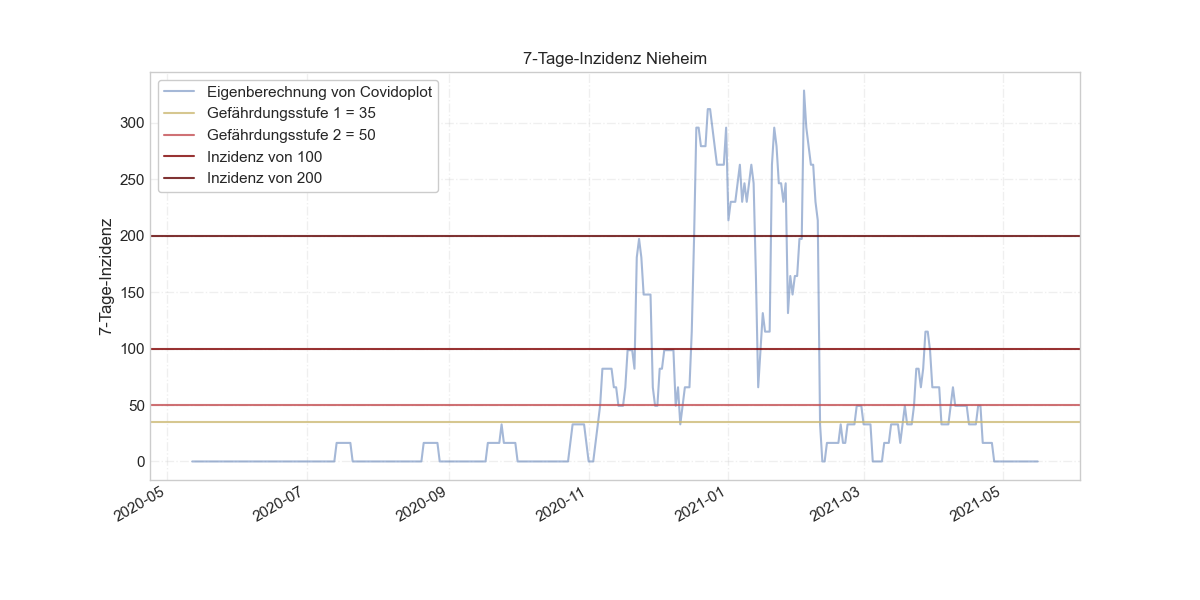 7-Tage-Inzidenz Nieheim
Eigenberechnung von Covidoplot
Gefährdungsstufe 1 = 35
Gefährdungsstufe 2 = 50
Inzidenz von 100
Inzidenz von 200
7-Tage-Inzidenz
300
250
200
150
100
50
0
2020-05
2020-07
2020-09
2020-11
2021-01
2021-03
2021-05